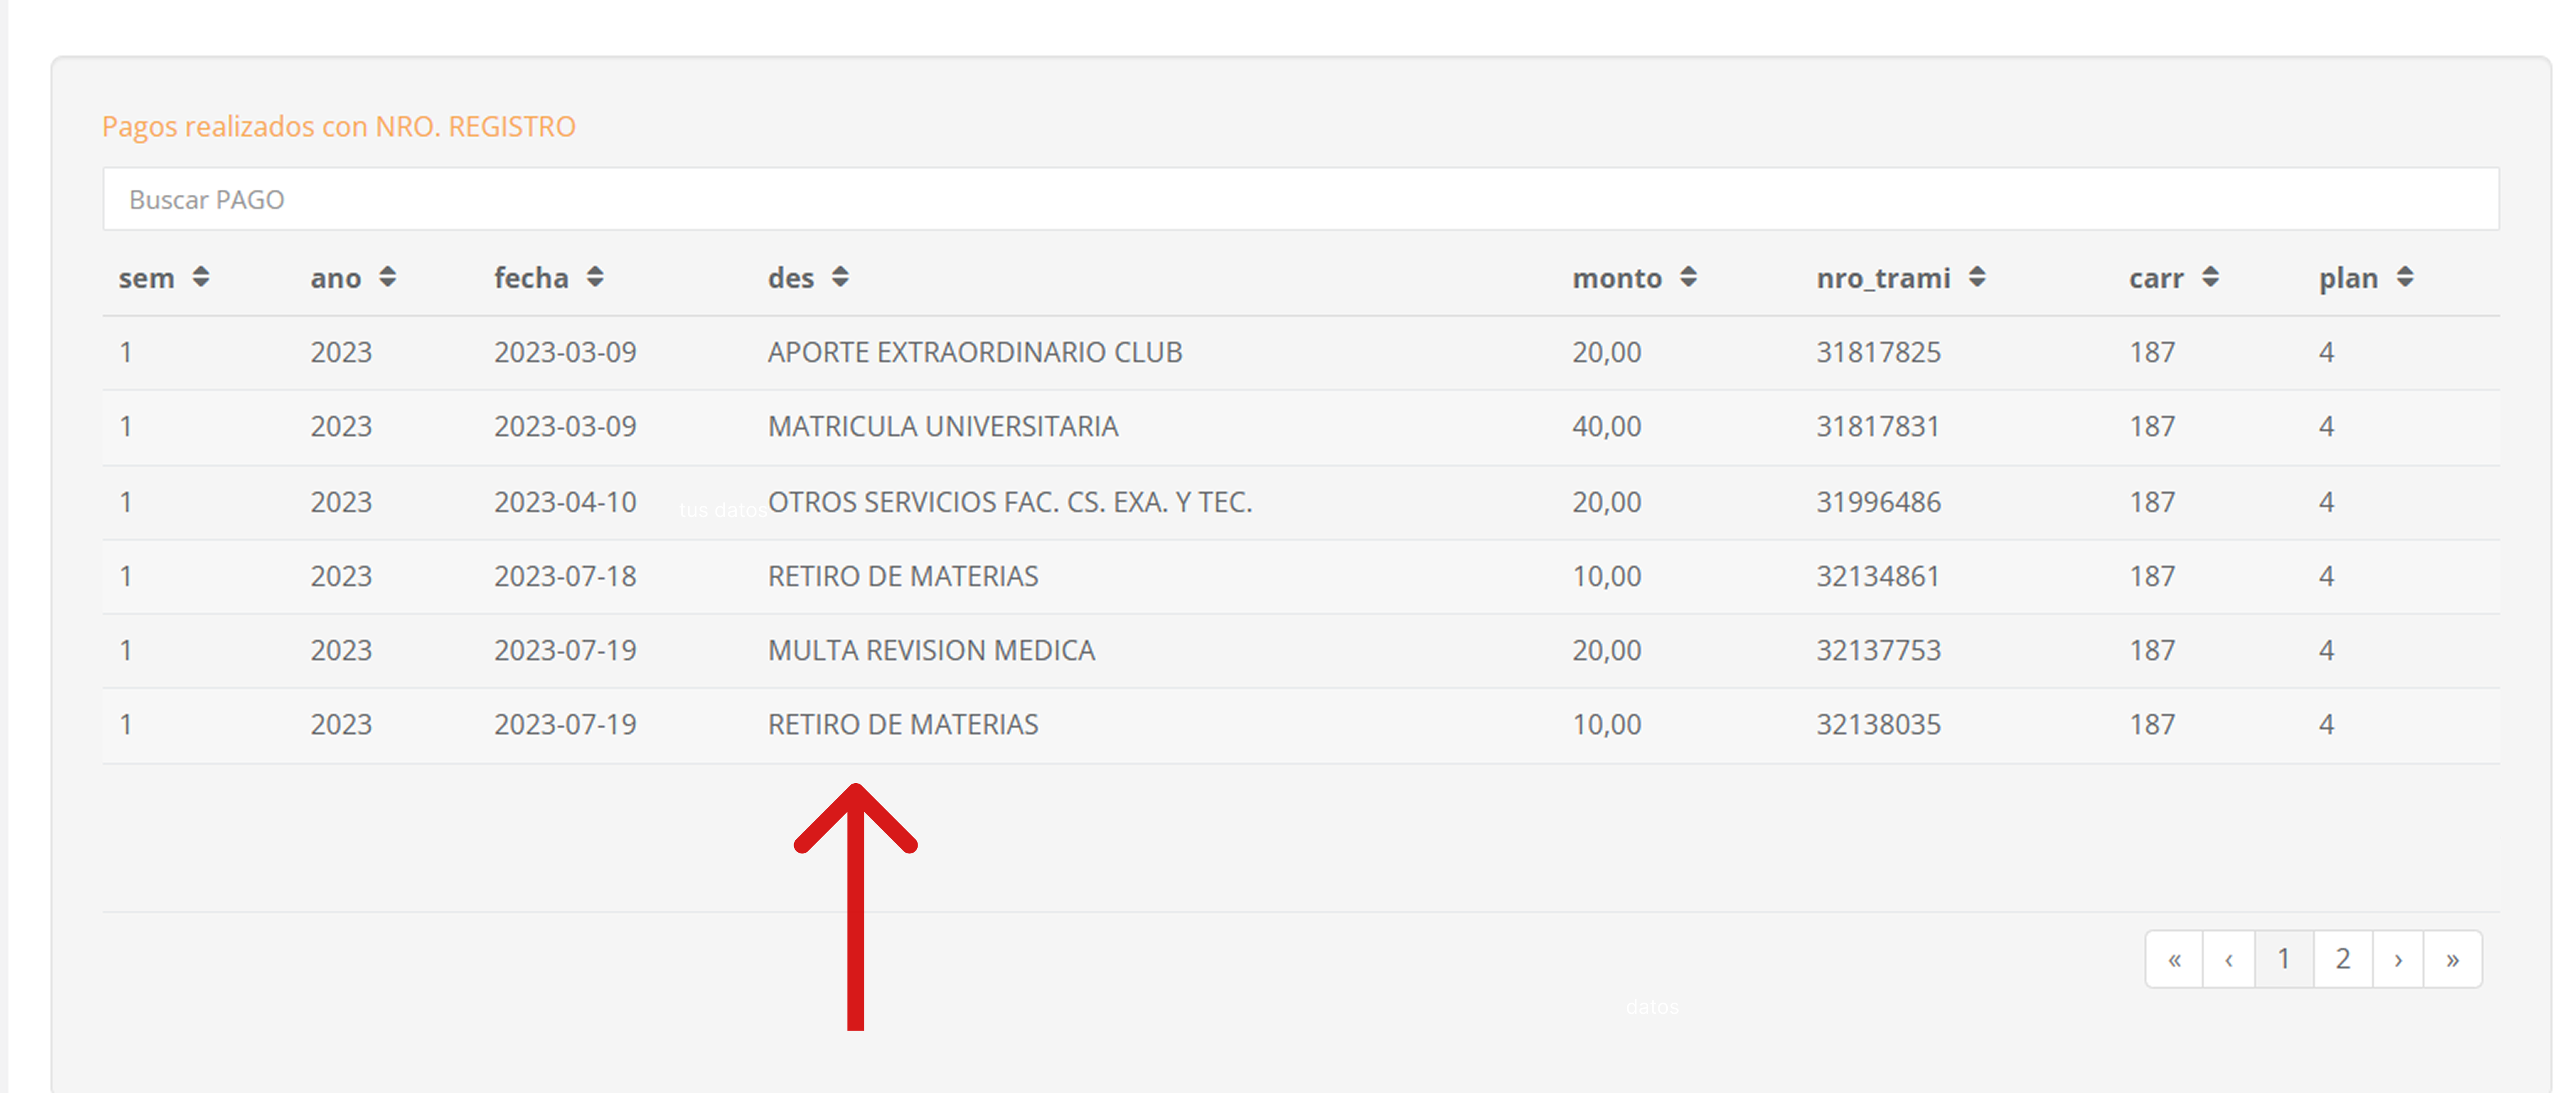 Pagos realizados con NRO. REGISTRO
Buscar PAGO
sem ano fecha des monto nro_trami carr plan
1 2023 2023-03-09 APORTE EXTRAORDINARIO CLUB 20,00 31817825 187 4
1 2023 2023-03-09 MATRICULA UNIVERSITARIA 40,00 31817831 187 4
1 2023 2023-04-10 tus datos OTROS SERVICIOS FAC. CS. EXA. Y TEC. 20,00 31996486 187 4
1 2023 2023-07-18 RETIRO DE MATERIAS 10,00 32134861 187 4
1 2023 2023-07-19 MULTA REVISION MEDICA 20,00 32137753 187 4
1 2023 2023-07-19 RETIRO DE MATERIAS 10,00 32138035 187 4
« ‹ 1 2 › »
datos